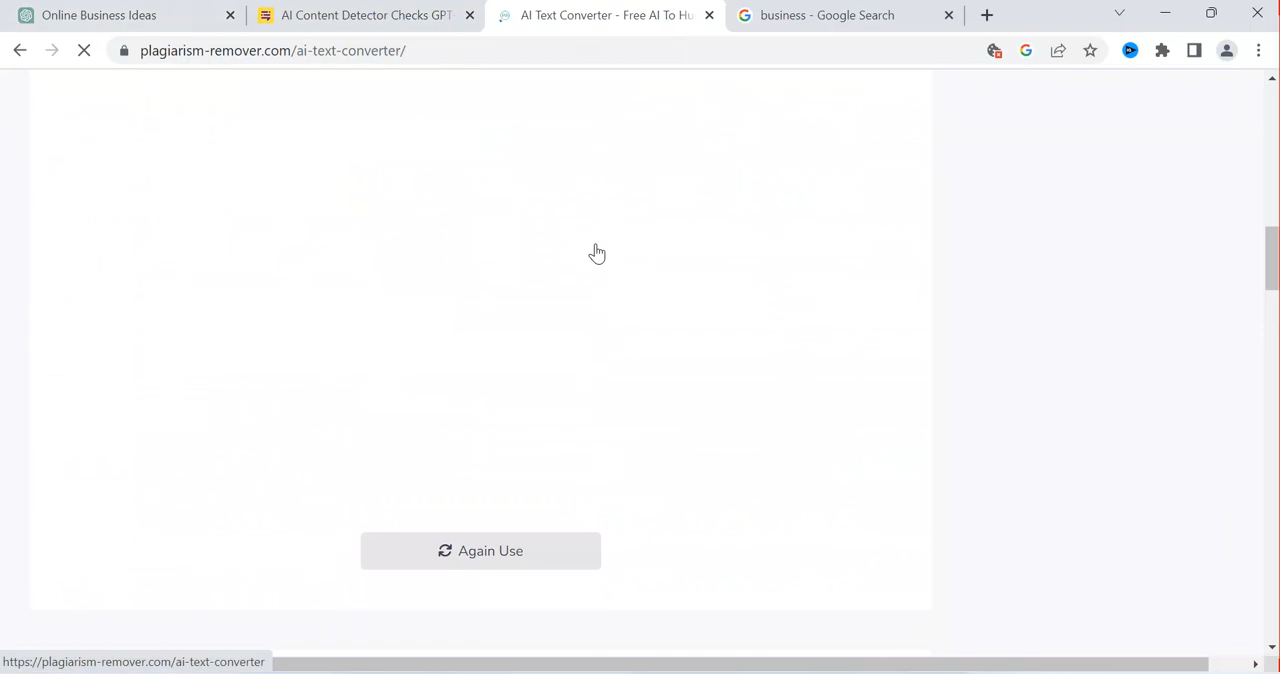 Online Business Ideas
AI Content Detector Checks GPT
AI Text Converter - Free AI To Hu
business - Google Search
plagiarism-remover.com/ai-text-converter/
Again Use
https://plagiarism-remover.com/ai-text-converter